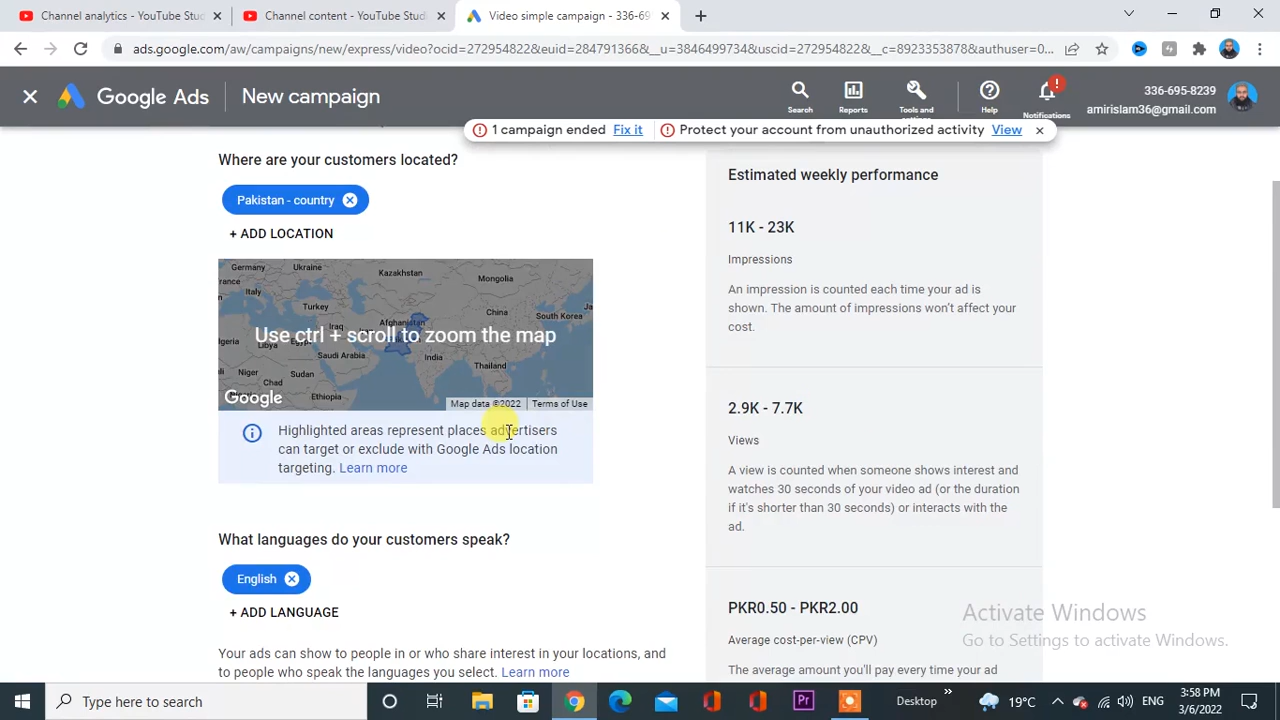 Channel analytics - YouTube Stud
Channel content - YouTube Studi
Video simple campaign - 336-69
ads.google.com/aw/campaigns/new/express/video?ocid=272954822&euid=284791366&__u=3846499734&uscid=272954822&__c=8923353878&authuser=0...
Google Ads
New campaign
Search
Reports
Tools and
settings
Help
Notifications
336-695-8239
amirislam36@gmail.com
1 campaign ended Fix it
Protect your account from unauthorized activity View
Where are your customers located?
Pakistan - country
+ ADD LOCATION
Germany
Ukraine
Kazakhstan
Mongolia
rance
Italy
Turkey
China
South Korea
Iraq
Afghanistan
Libya
Saudi Arabia
India
Thailand
Niger
Chad
Sudan
Ethiopia
Use ctrl + scroll to zoom the map
Google
Map data ©2022
Terms of Use
Highlighted areas represent places advertisers
can target or exclude with Google Ads location
targeting. Learn more
What languages do your customers speak?
English
+ ADD LANGUAGE
Your ads can show to people in or who share interest in your locations, and
to people who speak the languages you select. Learn more
Estimated weekly performance
11K - 23K
Impressions
An impression is counted each time your ad is
shown. The amount of impressions won't affect your
cost.
2.9K - 7.7K
Views
A view is counted when someone shows interest and
watches 30 seconds of your video ad (or the duration
if it's shorter than 30 seconds) or interacts with the
ad.
PKR0.50 - PKR2.00
Average cost-per-view (CPV)
The average amount you'll pay every time your ad
Activate Windows
Go to Settings to activate Windows.
Type here to search
Pr
Desktop
19°C
ENG
3:58 PM
3/6/2022